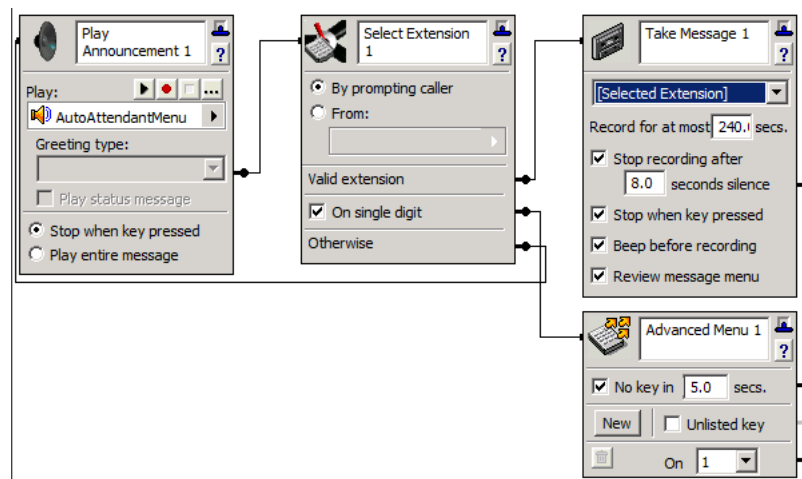 Play
Announcement 1
?
Play:
...
AutoAttendantMenu
Greeting type:
Play status message
Stop when key pressed
Play entire message
Select Extension
1
?
By prompting caller
From:
Valid extension
On single digit
Otherwise
Take Message 1
?
[Selected Extension]
Record for at most 240.0 secs.
Stop recording after
8.0 seconds silence
Stop when key pressed
Beep before recording
Review message menu
Advanced Menu 1
?
No key in 5.0 secs.
New Unlisted key
On 1